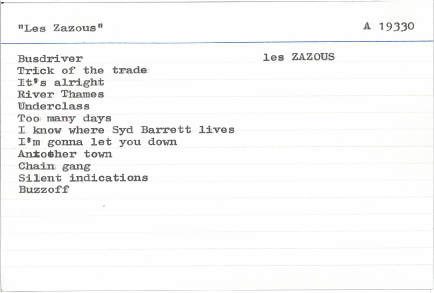 "Les Zazous" A 19330
Busdriver les ZAZOUS
Trick of the trade
It's alright
River Thames
Underclass
Too many days
I know where Syd Barrett lives
I'm gonna let you down
Antother town
Chain gang
Silent indications
Buzzoff